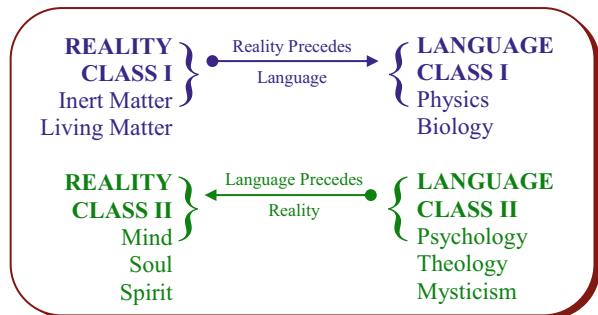 REALITY
CLASS I
Inert Matter
Living Matter
Reality Precedes
Language
LANGUAGE
CLASS I
Physics
Biology
REALITY
CLASS II
Mind
Soul
Spirit
Language Precedes
Reality
LANGUAGE
CLASS II
Psychology
Theology
Mysticism